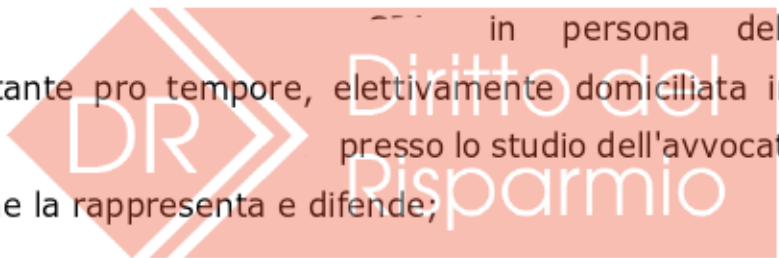 in persona del
tante pro tempore, elettivamente domiciliata i
presso lo studio dell'avvocat
e la rappresenta e difende;
DR
Diritto del
Risparmio